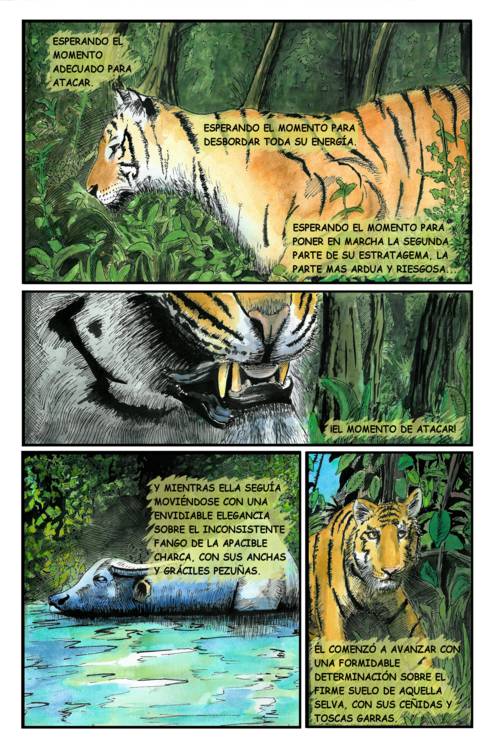 ESPERANDO EL
MOMENTO
ADECUADO PARA
ATACAR.
ESPERANDO EL MOMENTO PARA
DESBORDAR TODA SU ENERGÍA.
ESPERANDO EL MOMENTO PARA
PONER EN MARCHA LA SEGUNDA
PARTE DE SU ESTRATAGEMA, LA
PARTE MAS ARDUA Y RIESGOSA...
¡EL MOMENTO DE ATACAR!
Y MIENTRAS ELLA SEGUÍA
MOVIÉNDOSE CON UNA
ENVIDIABLE ELEGANCIA
SOBRE EL INCONSISTENTE
FANGO DE LA APACIBLE
CHARCA, CON SUS ANCHAS
Y GRÁCILES PEZUÑAS.
ÉL COMENZÓ A AVANZAR CON
UNA FORMIDABLE
DETERMINACIÓN SOBRE EL
FIRME SUELO DE AQUELLA
SELVA, CON SUS CEÑIDAS Y
TOSCAS GARRAS.